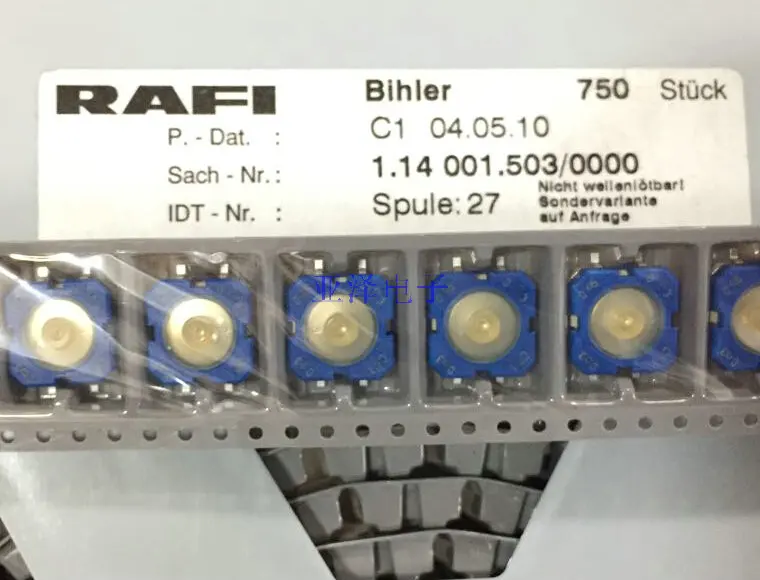 RAFI Bihler 750 Stück
P. - Dat. : C1 04.05.10
Sach - Nr. : 1.14 001.503/0000
IDT - Nr. : Spule: 27
Nicht wellenlötbar!
Sondervariante
auf Anfrage
亚泽电子